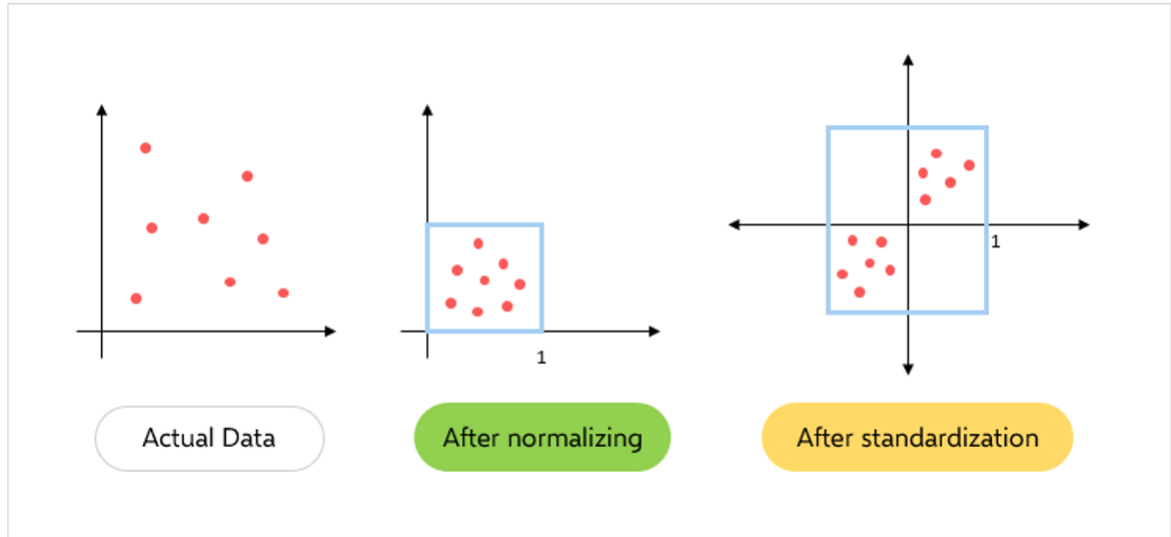 1
1
Actual Data
After normalizing
After standardization